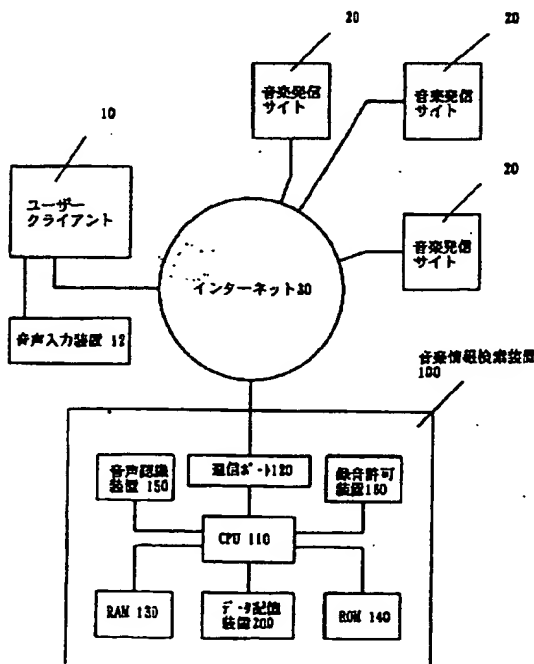 20
20
音楽発信
サイト
音楽発信
サイト
10
20
ユーザー
クライアント
音楽発信
サイト
インターネット30
音声入力装置 12
音楽情報検索装置
100
音声認識
装置 150
通信ポート120
録音許可
装置160
CPU 110
RAM 130
データ記憶
装置200
ROM 140